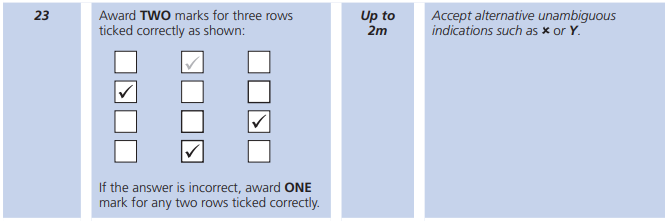 23
Award TWO marks for three rows
ticked correctly as shown:
If the answer is incorrect, award ONE
mark for any two rows ticked correctly.
Up to
2m
Accept alternative unambiguous
indications such as × or Y.